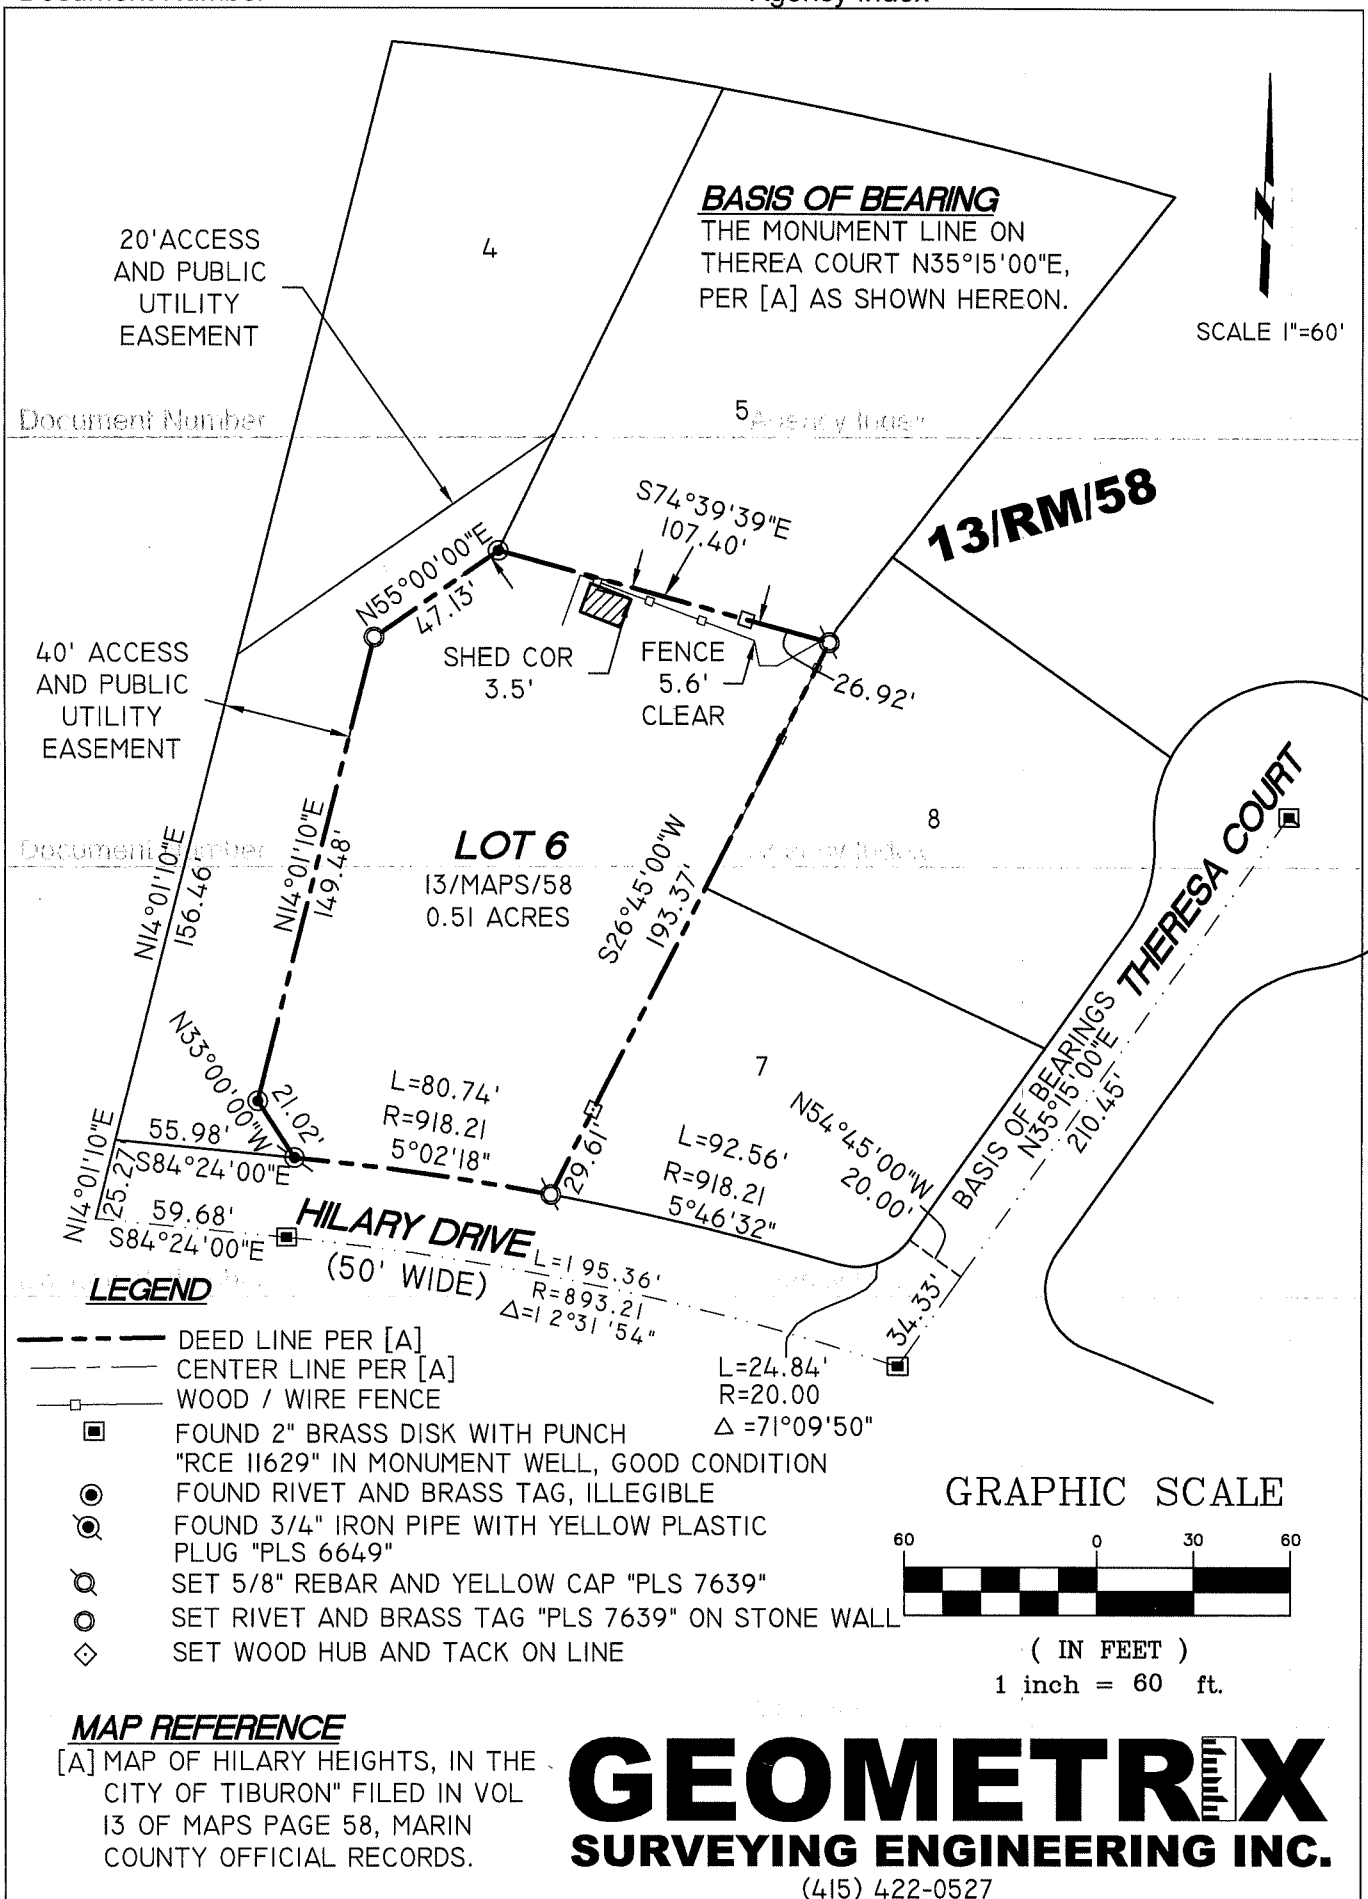 Document Number
Agency Index
BASIS OF BEARING
THE MONUMENT LINE ON
THEREA COURT N35°15'00"E,
PER [A] AS SHOWN HEREON.
SCALE 1"=60'
20'ACCESS
AND PUBLIC
UTILITY
EASEMENT
4
Document Number
5
Agency Index
13/RM/58
S74°39'39"E
107.40'
N55°00'00"E
47.13'
40' ACCESS
AND PUBLIC
UTILITY
EASEMENT
SHED COR
3.5'
FENCE
5.6'
CLEAR
26.92'
THERESA COURT
8
LOT 6
13/MAPS/58
0.51 ACRES
Document Number
Index
N14°01'10"E
156.46'
N14°01'10"E
149.48'
S26°45'00"W
193.37'
BASIS OF BEARINGS
N35°15'00"E
210.45'
7
N33°00'00"W
21.02'
L=80.74'
R=918.21
5°02'18"
N54°45'00"W
20.00'
L=92.56'
R=918.21
5°46'32"
29.61'
N14°01'10"E
25.27
55.98'
S84°24'00"E
59.68'
S84°24'00"E
HILARY DRIVE
(50' WIDE)
L=195.36'
R=893.21
Δ=12°31'54"
34.33'
L=24.84'
R=20.00
Δ =71°09'50"
LEGEND
DEED LINE PER [A]
CENTER LINE PER [A]
WOOD / WIRE FENCE
FOUND 2" BRASS DISK WITH PUNCH
"RCE 11629" IN MONUMENT WELL, GOOD CONDITION
FOUND RIVET AND BRASS TAG, ILLEGIBLE
FOUND 3/4" IRON PIPE WITH YELLOW PLASTIC
PLUG "PLS 6649"
SET 5/8" REBAR AND YELLOW CAP "PLS 7639"
SET RIVET AND BRASS TAG "PLS 7639" ON STONE WALL
SET WOOD HUB AND TACK ON LINE
GRAPHIC SCALE
60 0 30 60
( IN FEET )
1 inch = 60 ft.
MAP REFERENCE
[A] MAP OF HILARY HEIGHTS, IN THE
CITY OF TIBURON" FILED IN VOL
13 OF MAPS PAGE 58, MARIN
COUNTY OFFICIAL RECORDS.
GEOMETRIX
SURVEYING ENGINEERING INC.
(415) 422-0527